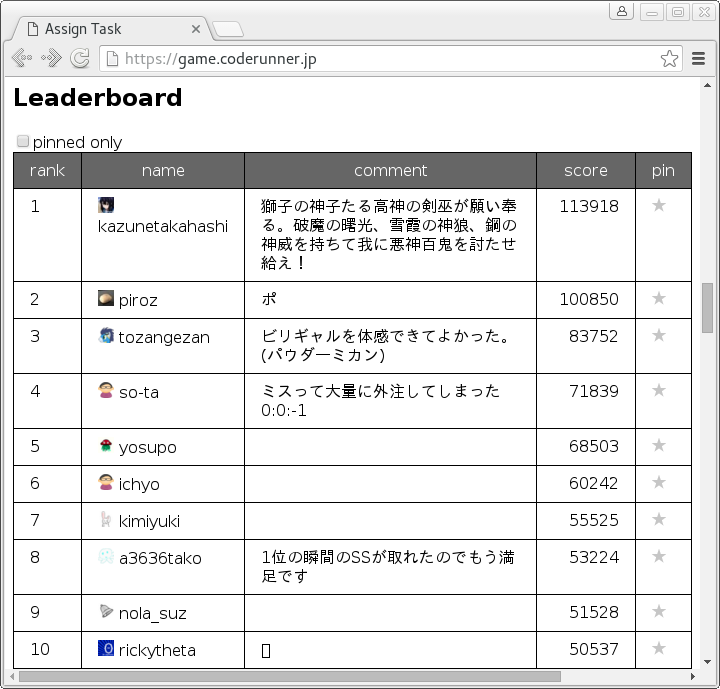 Assign Task
https://game.coderunner.jp
Leaderboard
pinned only
rank name comment score pin
1 kazunetakahashi 獅子の神子たる高神の剣巫が願い奉 113918 ★
る。破魔の曙光、雪霞の神狼、鋼の
神威を持ちて我に悪神百鬼を討たせ
給え！
2 piroz ポ 100850 ★
3 tozangezan ビリギャルを体感できてよかった。 83752 ★
(パウダーミカン)
4 so-ta ミスって大量に外注してしまった 71839 ★
0:0:-1
5 yosupo 68503 ★
6 ichyo 60242 ★
7 kimiyuki 55525 ★
8 a3636tako 1位の瞬間のSSが取れたのでもう満 53224 ★
足です
9 nola_suz 51528 ★
10 rickytheta 50537 ★